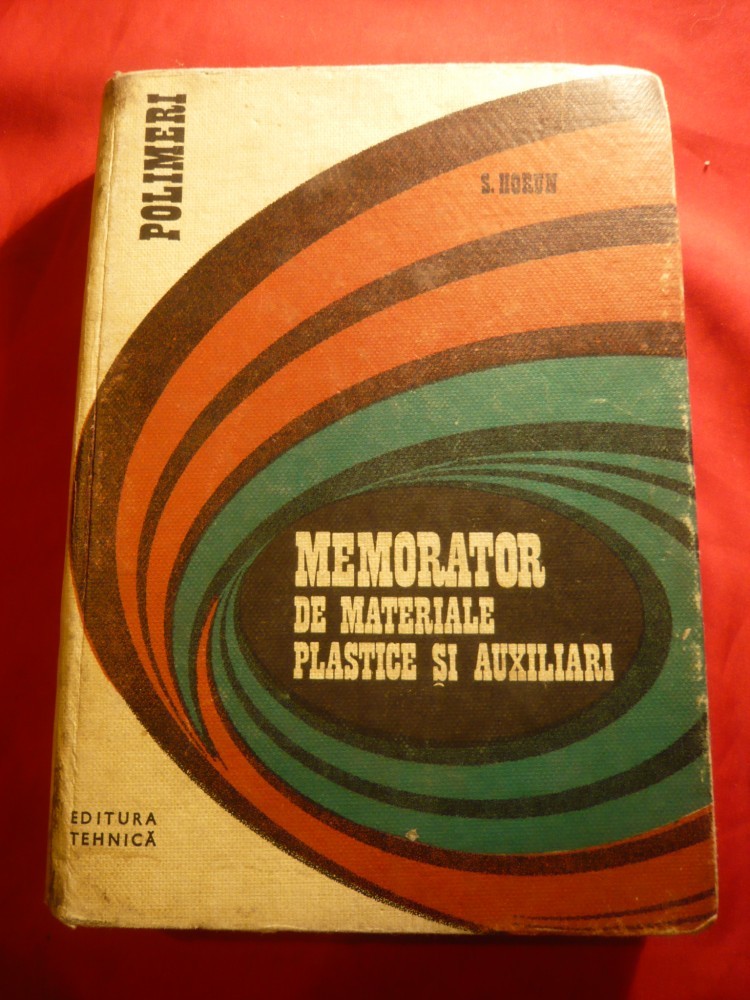 POLIMERI
S. HORUN
MEMORATOR
DE MATERIALE
PLASTICE ȘI AUXILIARI
EDITURA
TEHNICĂ